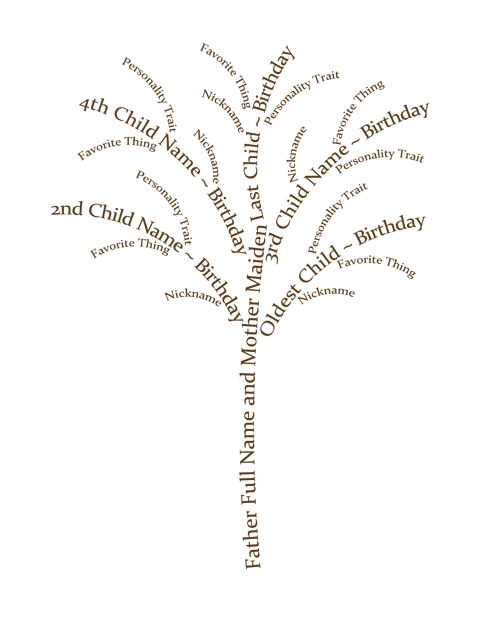 Father Full Name and Mother Maiden Last Child ~ Birthday
Nickname
Favorite Thing
Personality Trait
4th Child Name ~ Birthday
Personality Trait
Favorite Thing
Nickname
3rd Child Name ~ Birthday
Nickname
Favorite Thing
Personality Trait
2nd Child Name ~ Birthday
Personality Trait
Favorite Thing
Nickname
Oldest Child ~ Birthday
Personality Trait
Favorite Thing
Nickname